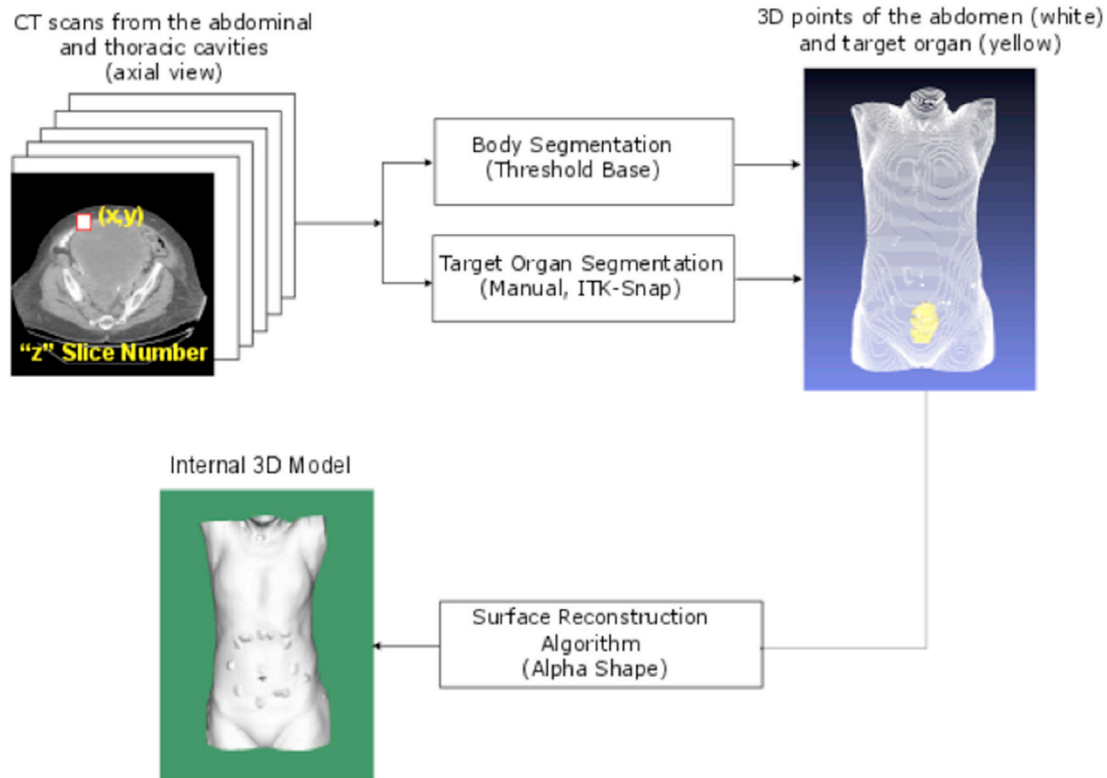 CT scans from the abdominal
and thoracic cavities
(axial view)
3D points of the abdomen (white)
and target organ (yellow)
Body Segmentation
(Threshold Base)
(x,y)
Target Organ Segmentation
(Manual, ITK-Snap)
“z” Slice Number
Internal 3D Model
Surface Reconstruction
Algorithm
(Alpha Shape)